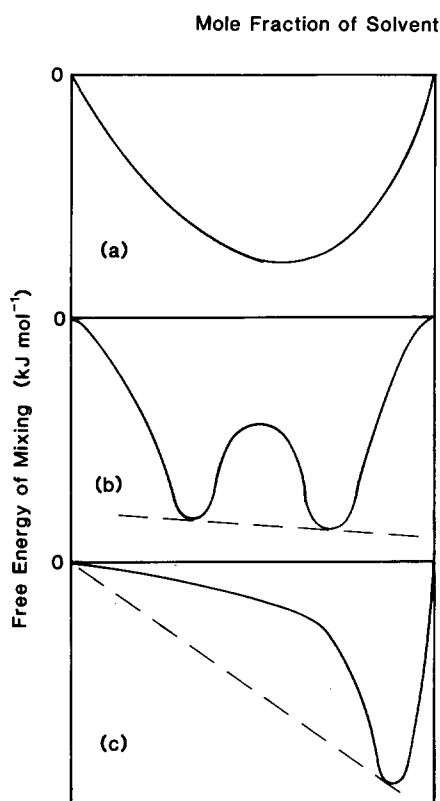 Mole Fraction of Solvent
0
(a)
0
(b)
0
(c)
Free Energy of Mixing (kJ mol⁻¹)